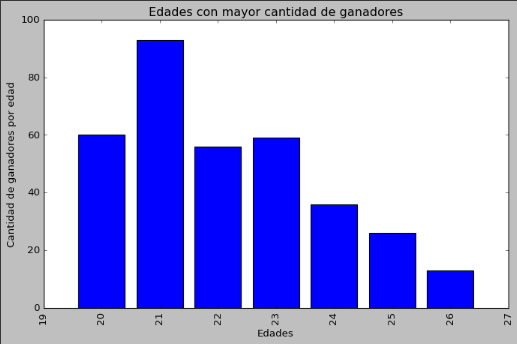 Edades con mayor cantidad de ganadores
100
80
60
40
20
0
Cantidad de ganadores por edad
19 20 21 22 23 24 25 26 27
Edades